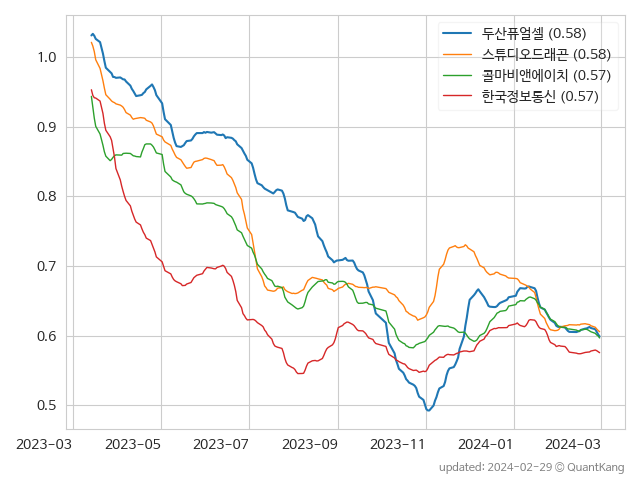 두산퓨얼셀 (0.58)
스튜디오드래곤 (0.58)
콜마비앤에이치 (0.57)
한국정보통신 (0.57)
1.0
0.9
0.8
0.7
0.6
0.5
2023-03 2023-05 2023-07 2023-09 2023-11 2024-01 2024-03
updated: 2024-02-29 © QuantKang